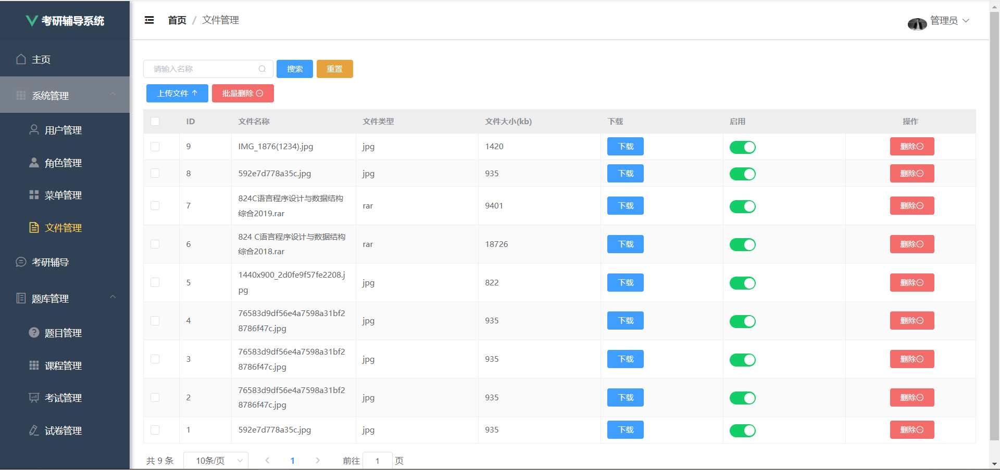 考研辅导系统
首页 / 文件管理
管理员
主页
系统管理
用户管理
角色管理
菜单管理
文件管理
考研辅导
题库管理
题目管理
课程管理
考试管理
试卷管理
请输入名称
搜索
重置
上传文件
批量删除
ID 文件名称 文件类型 文件大小(kb) 下载 启用 操作
9 IMG_1876(1234).jpg jpg 1420 下载 删除
8 592e7d778a35c.jpg jpg 935 下载 删除
7 824C语言程序设计与数据结构
综合2019.rar rar 9401 下载 删除
6 824 C语言程序设计与数据结构
综合2018.rar rar 18726 下载 删除
5 1440x900_2d0fe9f57fe2208.j
pg jpg 822 下载 删除
4 76583d9df56e4a7598a31bf2
8786f47c.jpg jpg 935 下载 删除
3 76583d9df56e4a7598a31bf2
8786f47c.jpg jpg 935 下载 删除
2 76583d9df56e4a7598a31bf2
8786f47c.jpg jpg 935 下载 删除
1 592e7d778a35c.jpg jpg 935 下载 删除
共 9 条 10条/页 1 前往 1 页